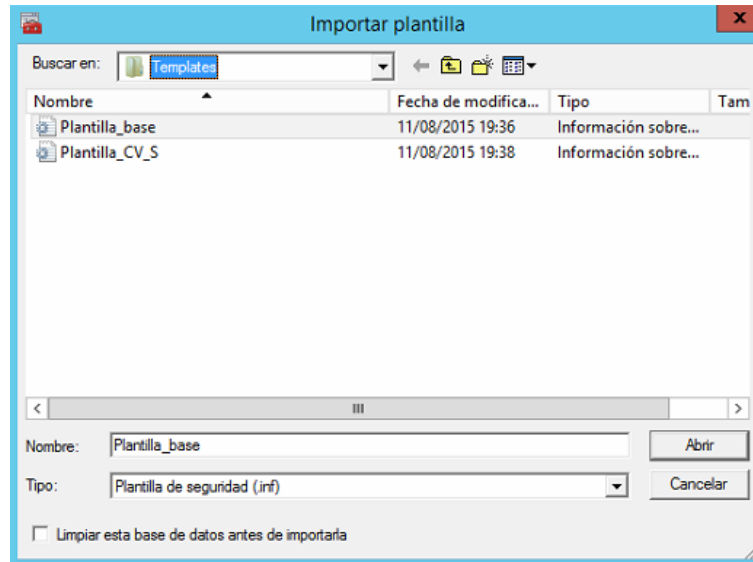 Importar plantilla
x
Buscar en: Templates
Nombre Fecha de modifica... Tipo Tam
Plantilla_base 11/08/2015 19:36 Información sobre...
Plantilla_CV_S 11/08/2015 19:38 Información sobre...
Nombre: Plantilla_base Abrir
Tipo: Plantilla de seguridad (.inf) Cancelar
Limpiar esta base de datos antes de importarla